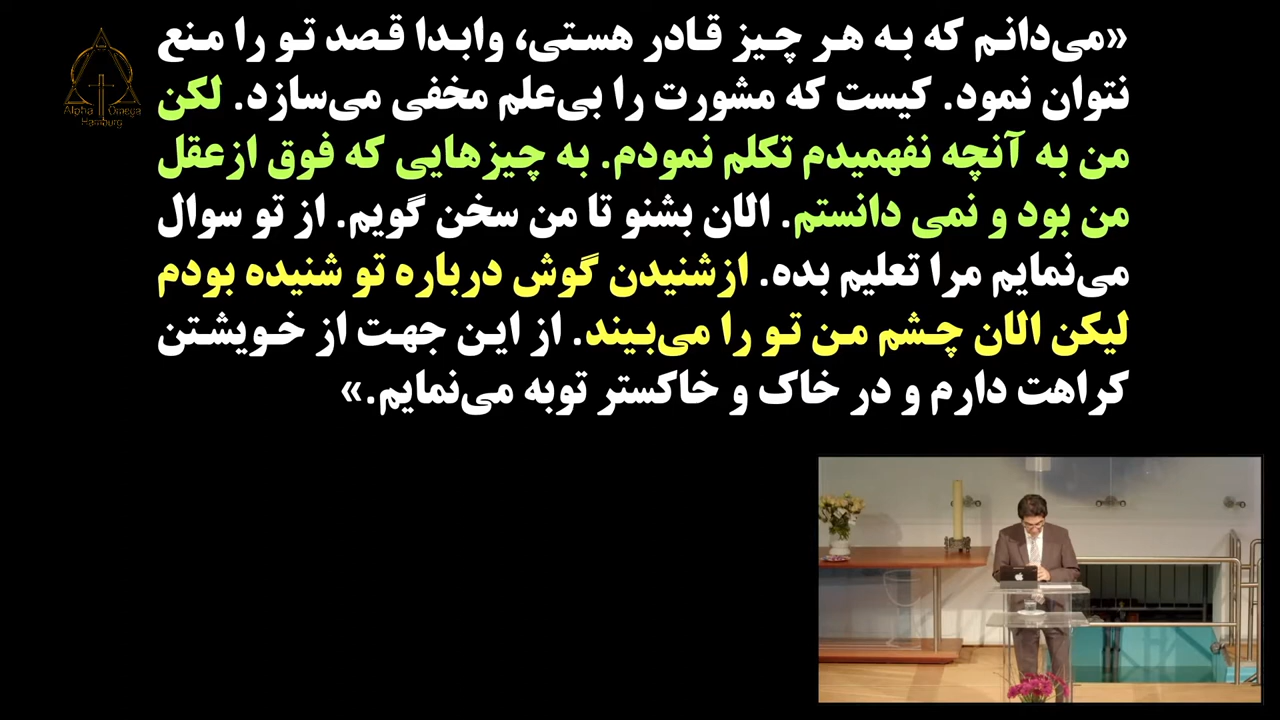 «می‌دانم که به هر چیز قادر هستی، وابدا قصد تو را منع
نتوان نمود. کیست که مشورت را بی‌علم مخفی می‌سازد. لکن
من به آنچه نفهمیدم تکلم نمودم. به چیزهایی که فوق ازعقل
من بود و نمی دانستم. الان بشنو تا من سخن گویم. از تو سوال
می‌نمایم مرا تعلیم بده. ازشنیدن گوش درباره تو شنیده بودم
لیکن الان چشم من تو را می‌بیند. از این جهت از خویشتن
کراهت دارم و در خاک و خاکستر توبه می‌نمایم.»
Alpha Omega
Hamburg